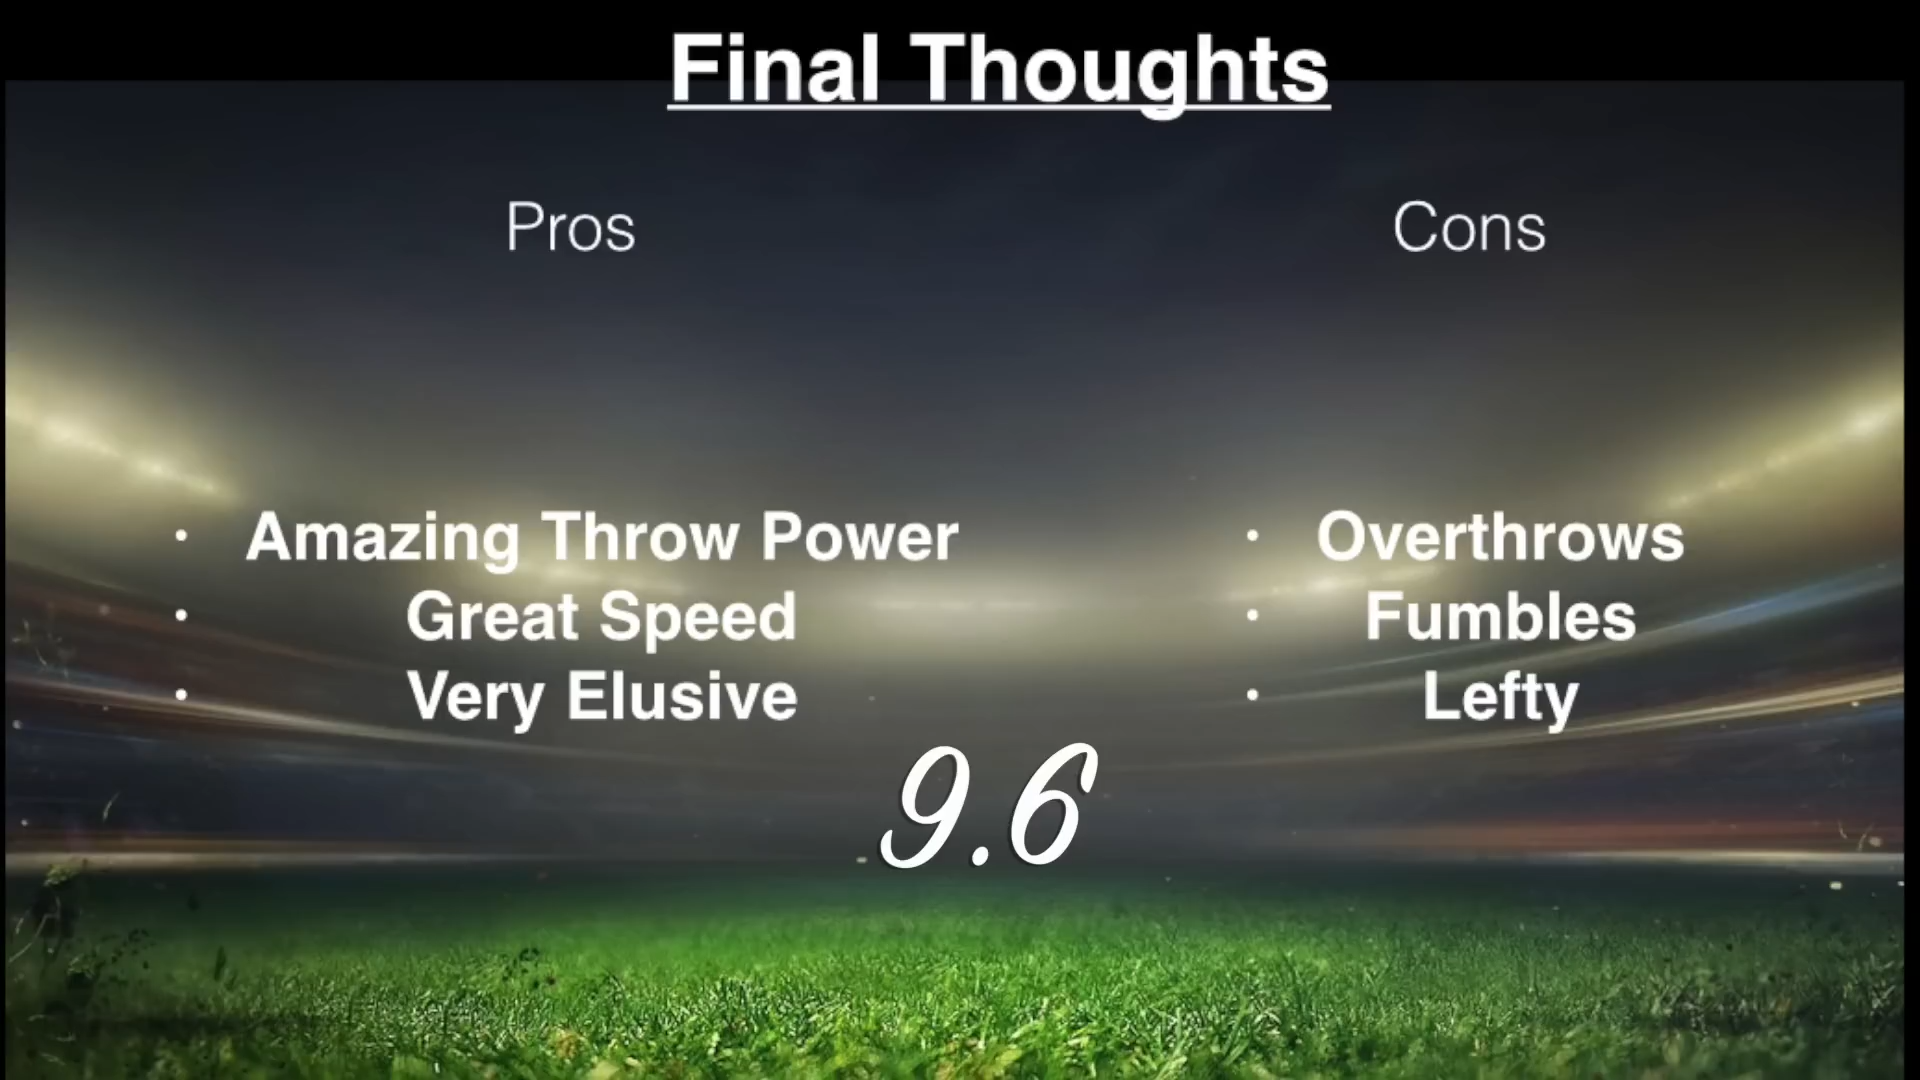 Final Thoughts
Pros
Cons
• Amazing Throw Power
• Great Speed
• Very Elusive
• Overthrows
• Fumbles
• Lefty
9.6